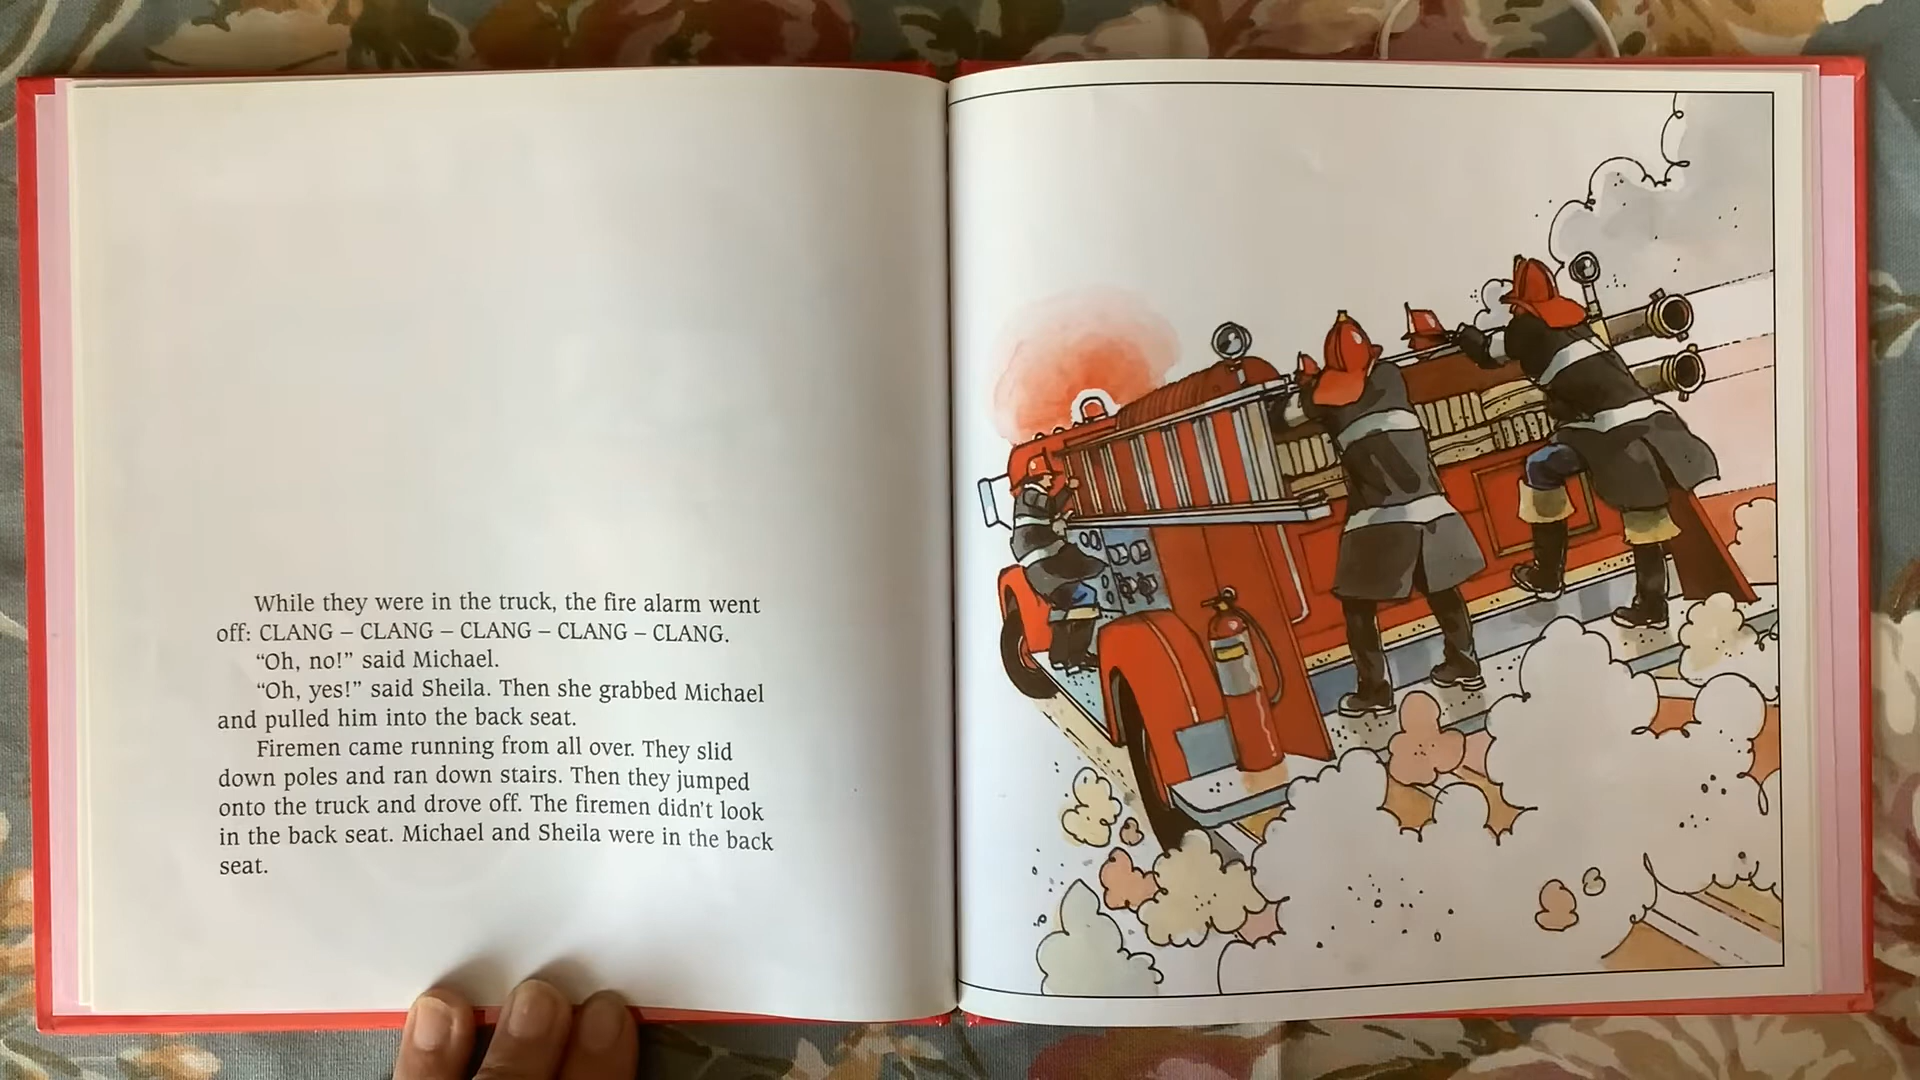 While they were in the truck, the fire alarm went
off: CLANG – CLANG – CLANG – CLANG – CLANG.
“Oh, no!” said Michael.
“Oh, yes!” said Sheila. Then she grabbed Michael
and pulled him into the back seat.
Firemen came running from all over. They slid
down poles and ran down stairs. Then they jumped
onto the truck and drove off. The firemen didn’t look
in the back seat. Michael and Sheila were in the back
seat.